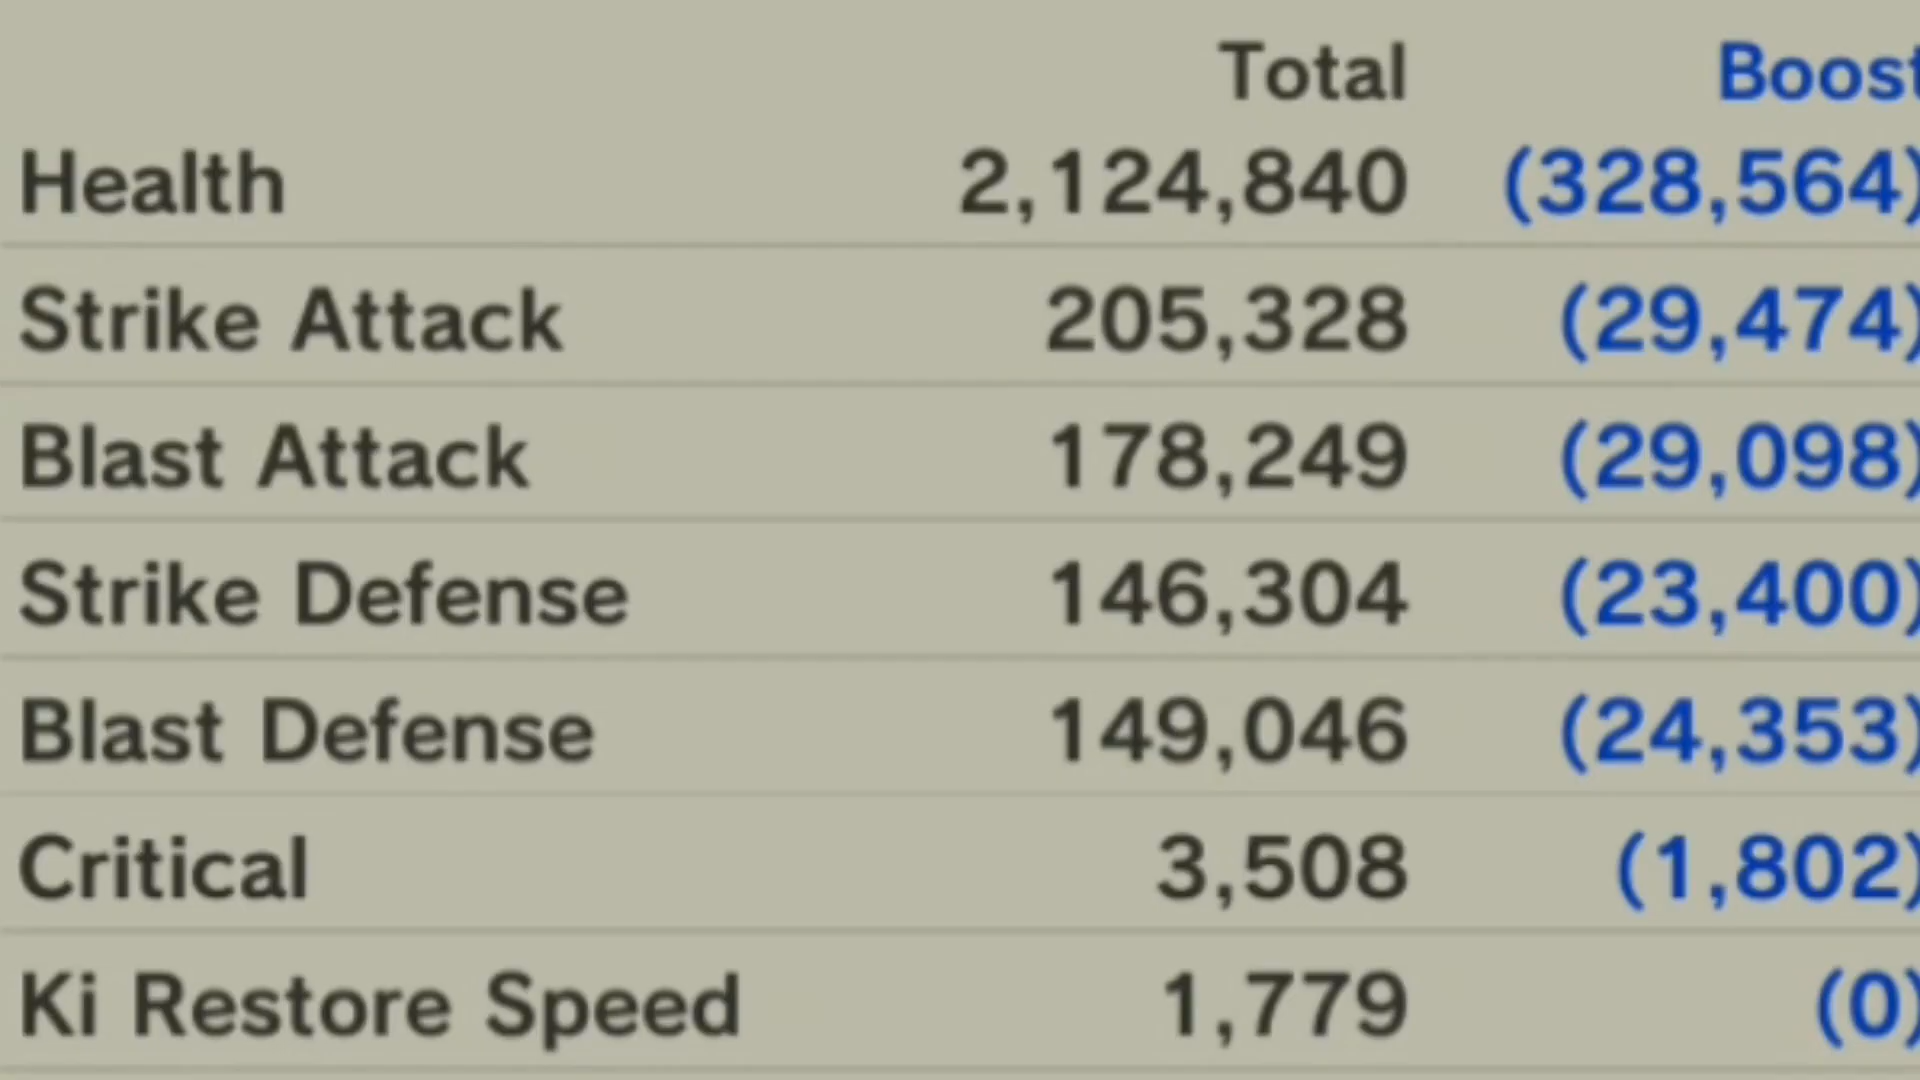 Total Boost
Health 2,124,840 (328,564)
Strike Attack 205,328 (29,474)
Blast Attack 178,249 (29,098)
Strike Defense 146,304 (23,400)
Blast Defense 149,046 (24,353)
Critical 3,508 (1,802)
Ki Restore Speed 1,779 (0)